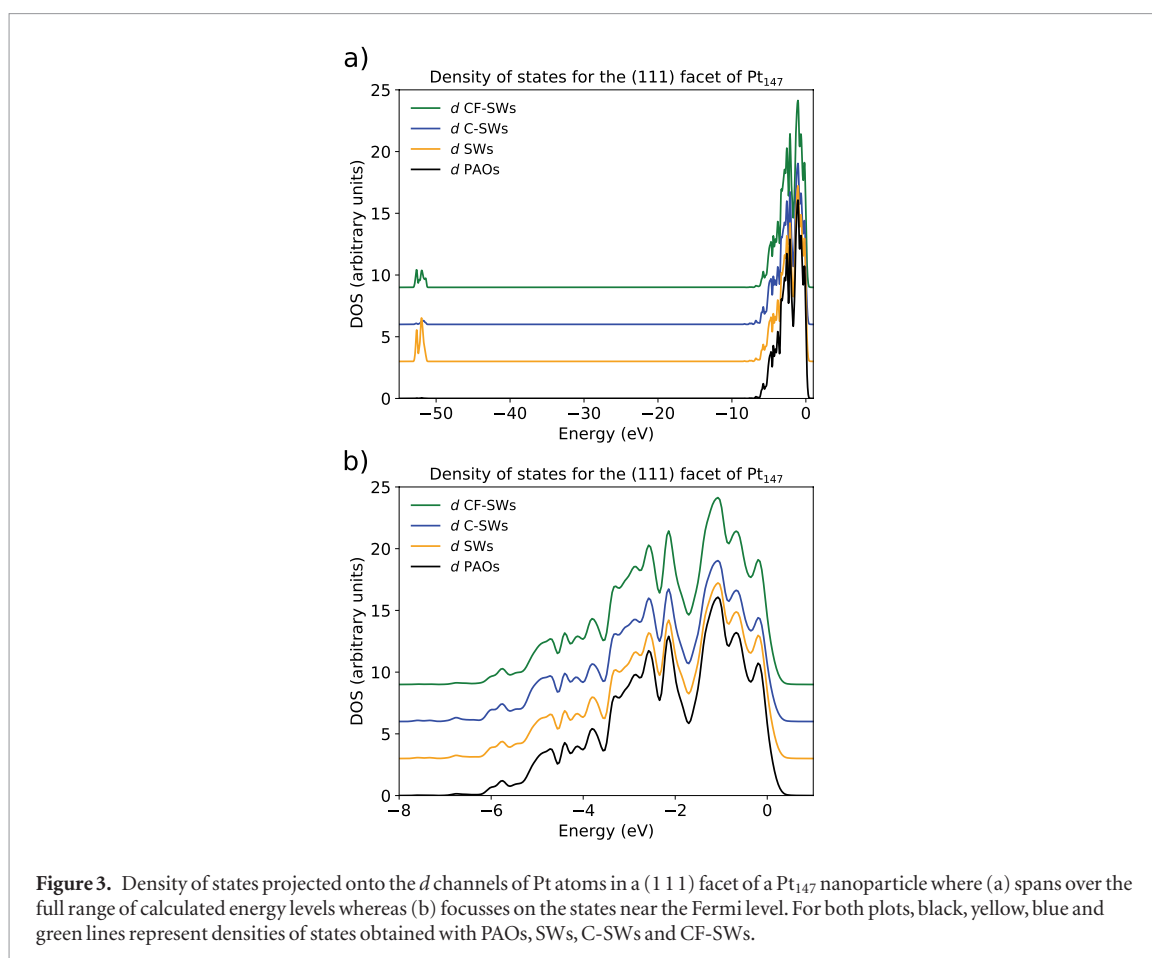 a)
Density of states for the (111) facet of Pt₁₄₇
DOS (arbitrary units)
25
20
15
10
5
0
d CF-SWs
d C-SWs
d SWs
d PAOs
−50 −40 −30 −20 −10 0
Energy (eV)
b)
Density of states for the (111) facet of Pt₁₄₇
DOS (arbitrary units)
25
20
15
10
5
0
d CF-SWs
d C-SWs
d SWs
d PAOs
−8 −6 −4 −2 0
Energy (eV)
Figure 3. Density of states projected onto the d channels of Pt atoms in a (1 1 1) facet of a Pt₁₄₇ nanoparticle where (a) spans over the
full range of calculated energy levels whereas (b) focusses on the states near the Fermi level. For both plots, black, yellow, blue and
green lines represent densities of states obtained with PAOs, SWs, C-SWs and CF-SWs.